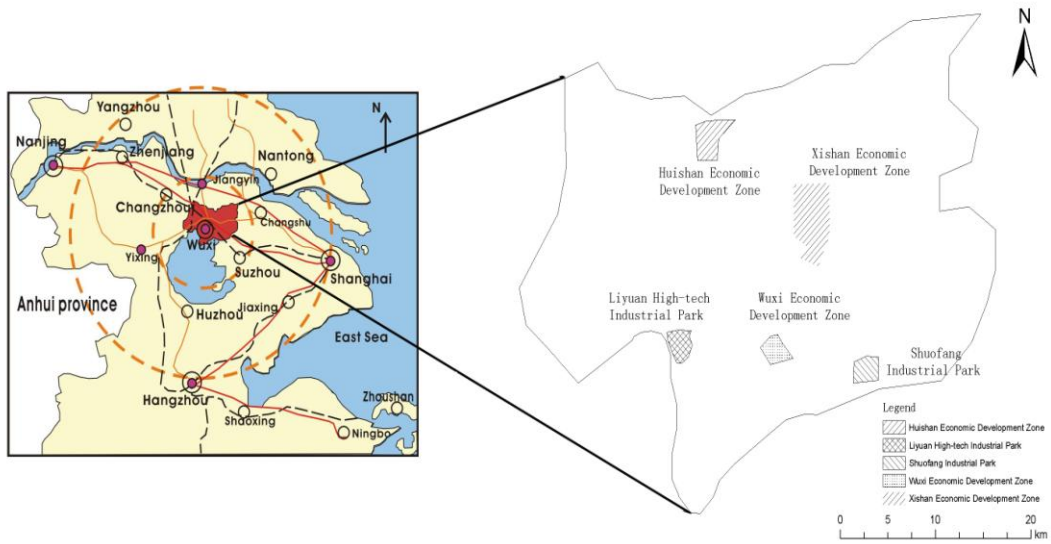 Yangzhou
N
Nanjing
Zhenjiang
Nantong
Jiangyin
Changzhou
Changshu
Wuxi
Yixing
Suzhou
Shanghai
Anhui province
Huzhou
Jiaxing
East Sea
Hangzhou
Zhoushan
Shaoxing
Ningbo
N
Huishan Economic
Development Zone
Xishan Economic
Development Zone
Liyuan High-tech
Industrial Park
Wuxi Economic
Development Zone
Shuofang
Industrial Park
Legend
Huishan Economic Development Zone
Liyuan High-tech Industrial Park
Shuofang Industrial Park
Wuxi Economic Development Zone
Xishan Economic Development Zone
0 5 10 20
km